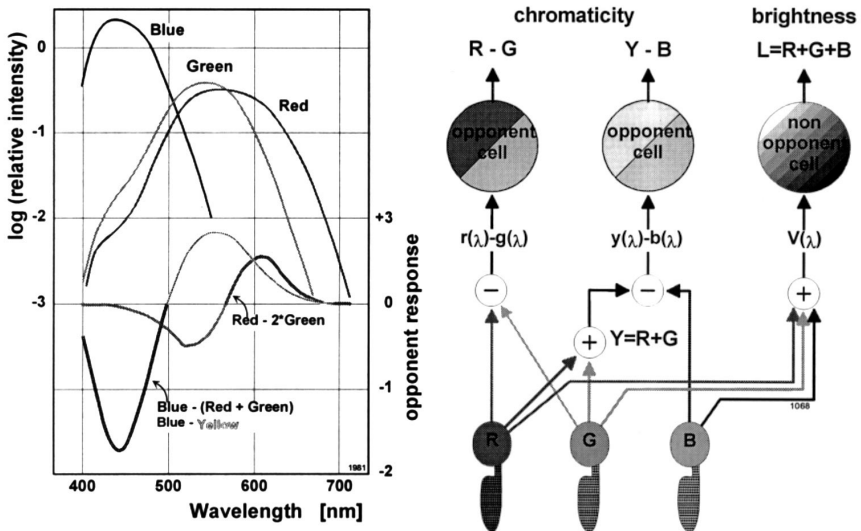 Blue
Green
Red
0
-1
-2
-3
log (relative intensity)
+3
0
-1
-2
opponent response
Red - 2*Green
Blue - (Red + Green)
Blue - Yellow
1981
400
500
600
700
Wavelength [nm]
chromaticity
brightness
R - G
Y - B
L=R+G+B
opponent
cell
opponent
cell
non
opponent
cell
r(λ)-g(λ)
y(λ)-b(λ)
V(λ)
−
−
+
+
Y=R+G
1068
R
G
B